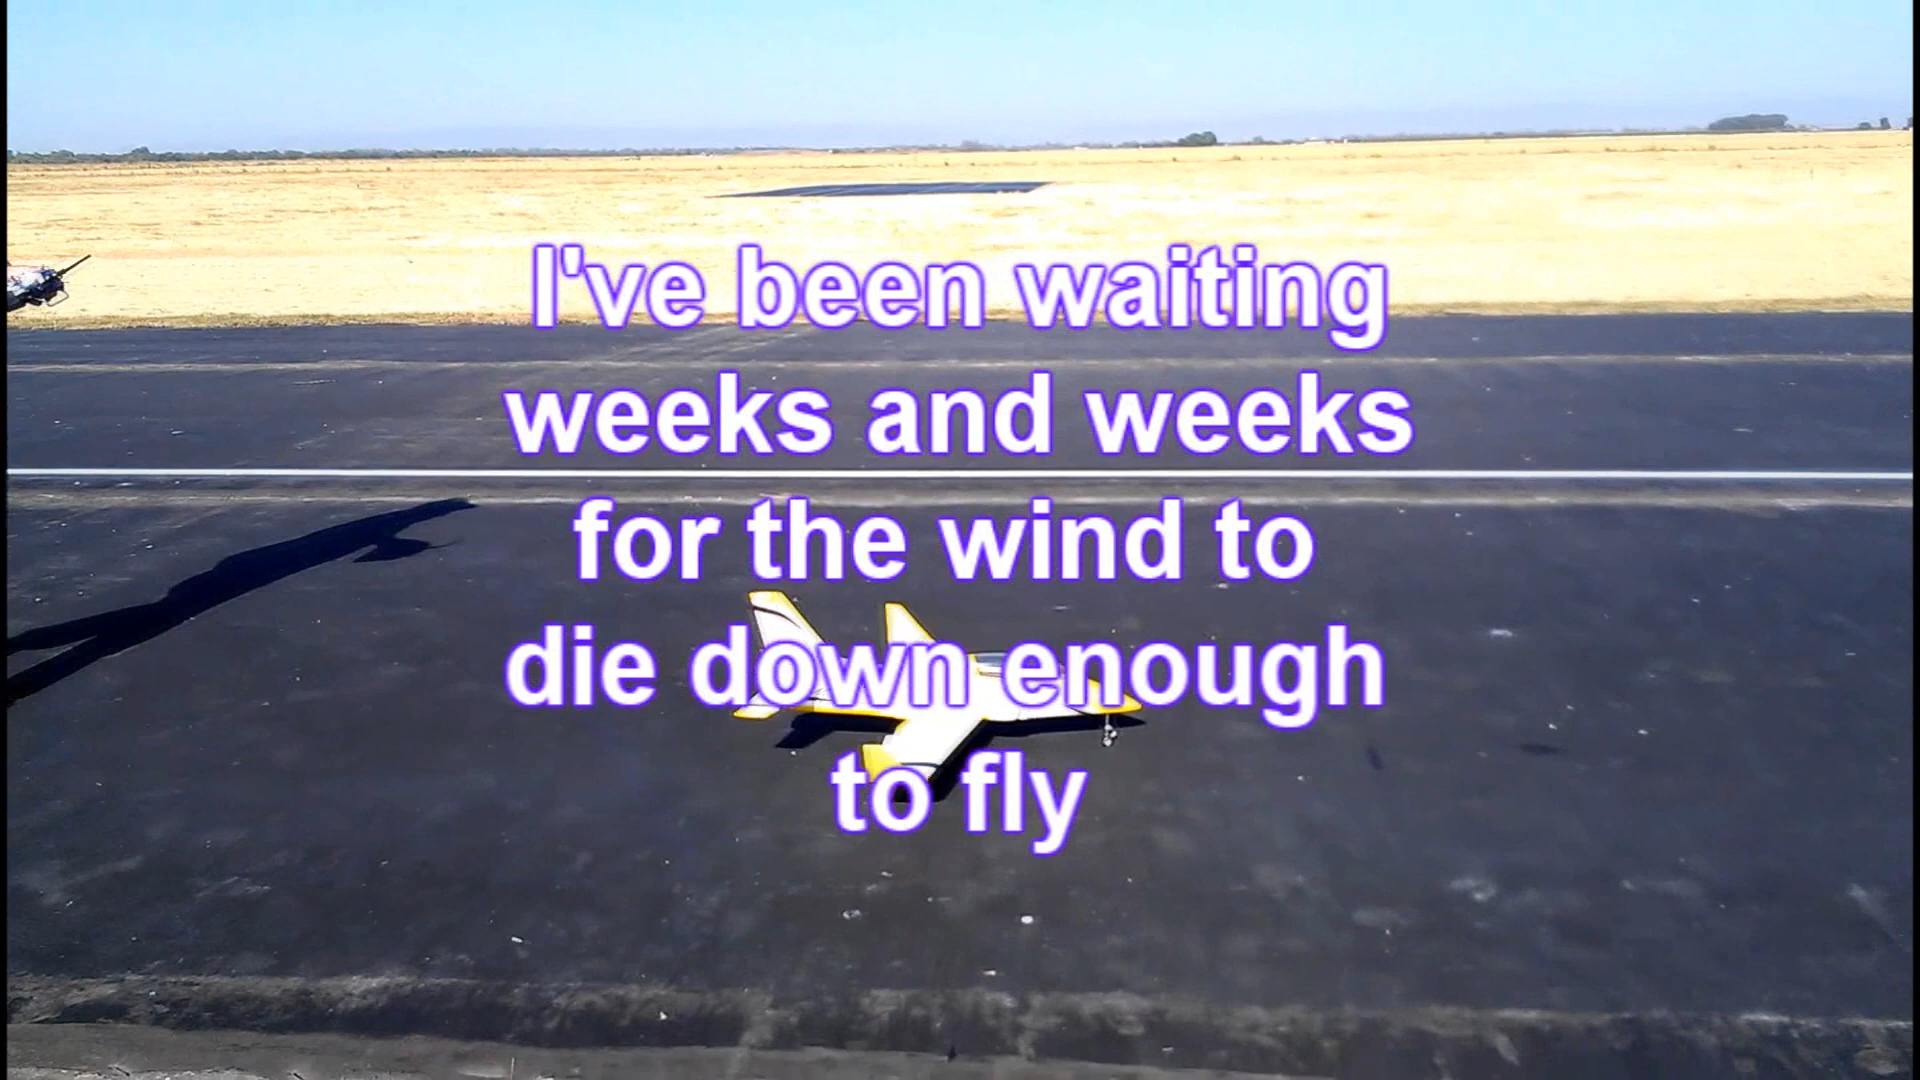 I've been waiting
weeks and weeks
for the wind to
die down enough
to fly